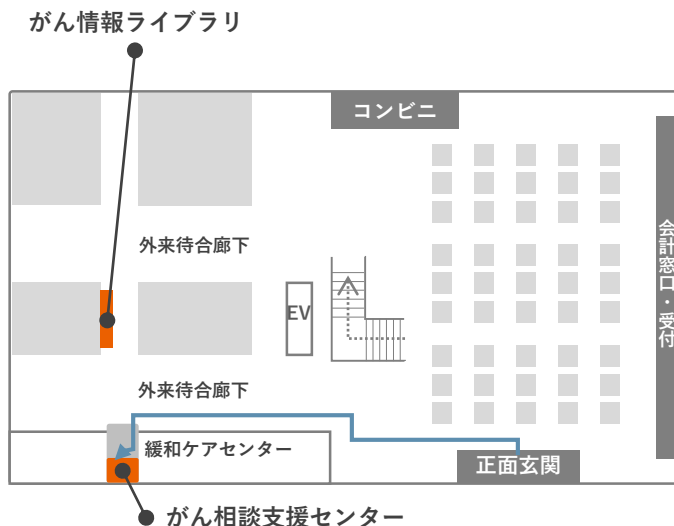 がん情報ライブラリ
コンビニ
外来待合廊下
会計窓口・受付
EV
外来待合廊下
緩和ケアセンター
正面玄関
がん相談支援センター